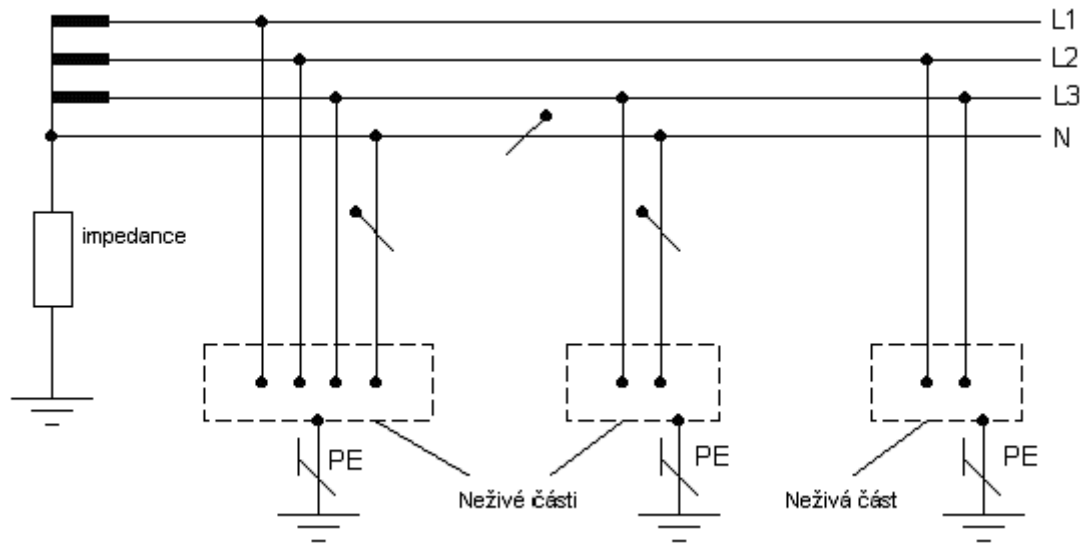 L1
L2
L3
N
impedance
PE
PE
PE
Neživé části
Neživá část